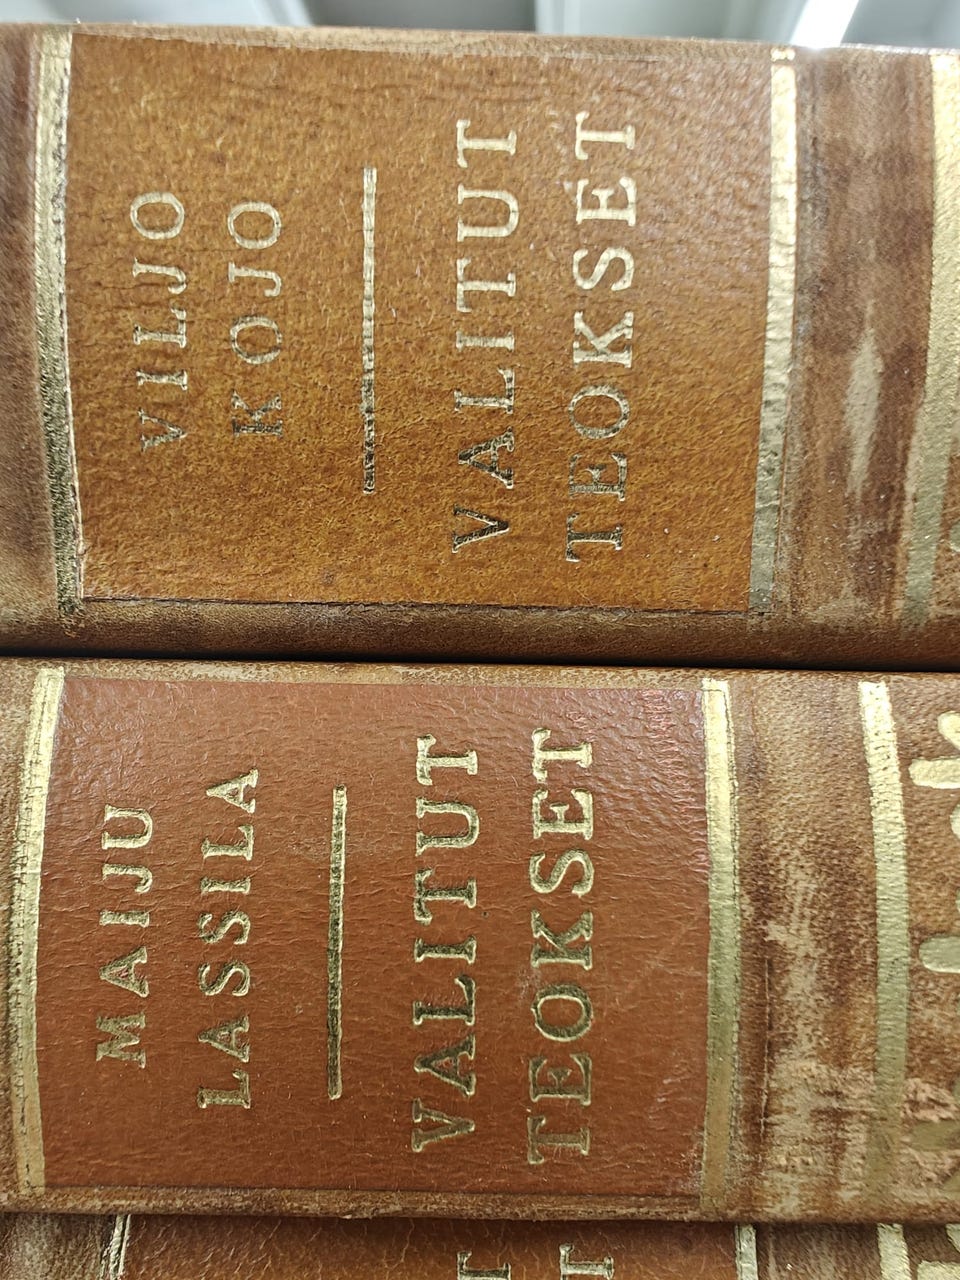 VILJO
KOJO
VALITUT
TEOKSET
MAIJU
LASSILA
VALITUT
TEOKSET